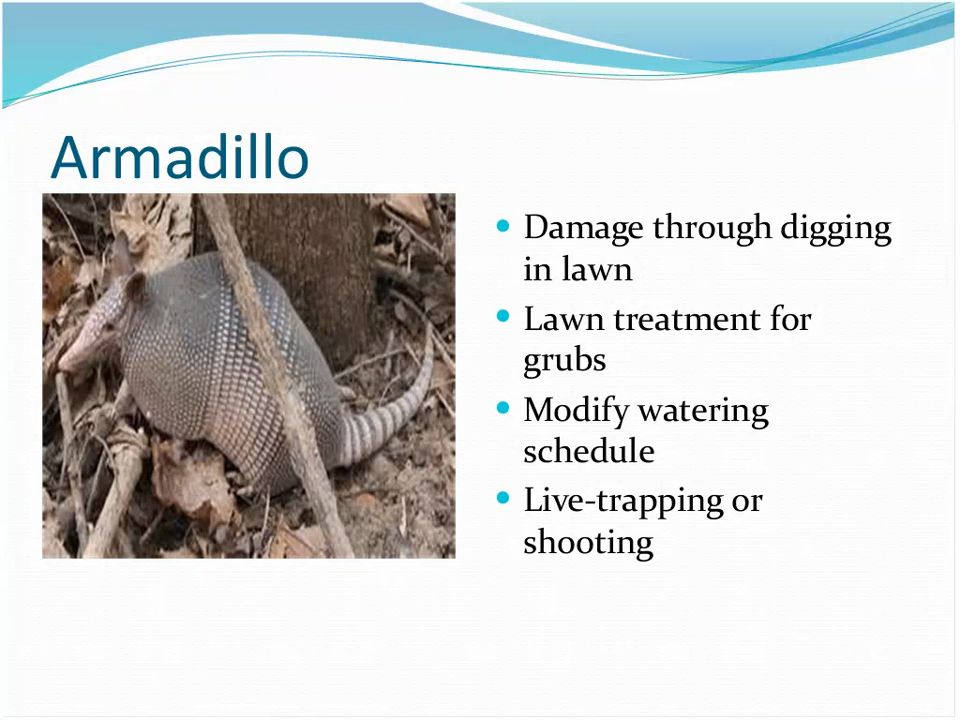 Armadillo
Damage through digging
in lawn
Lawn treatment for
grubs
Modify watering
schedule
Live-trapping or
shooting